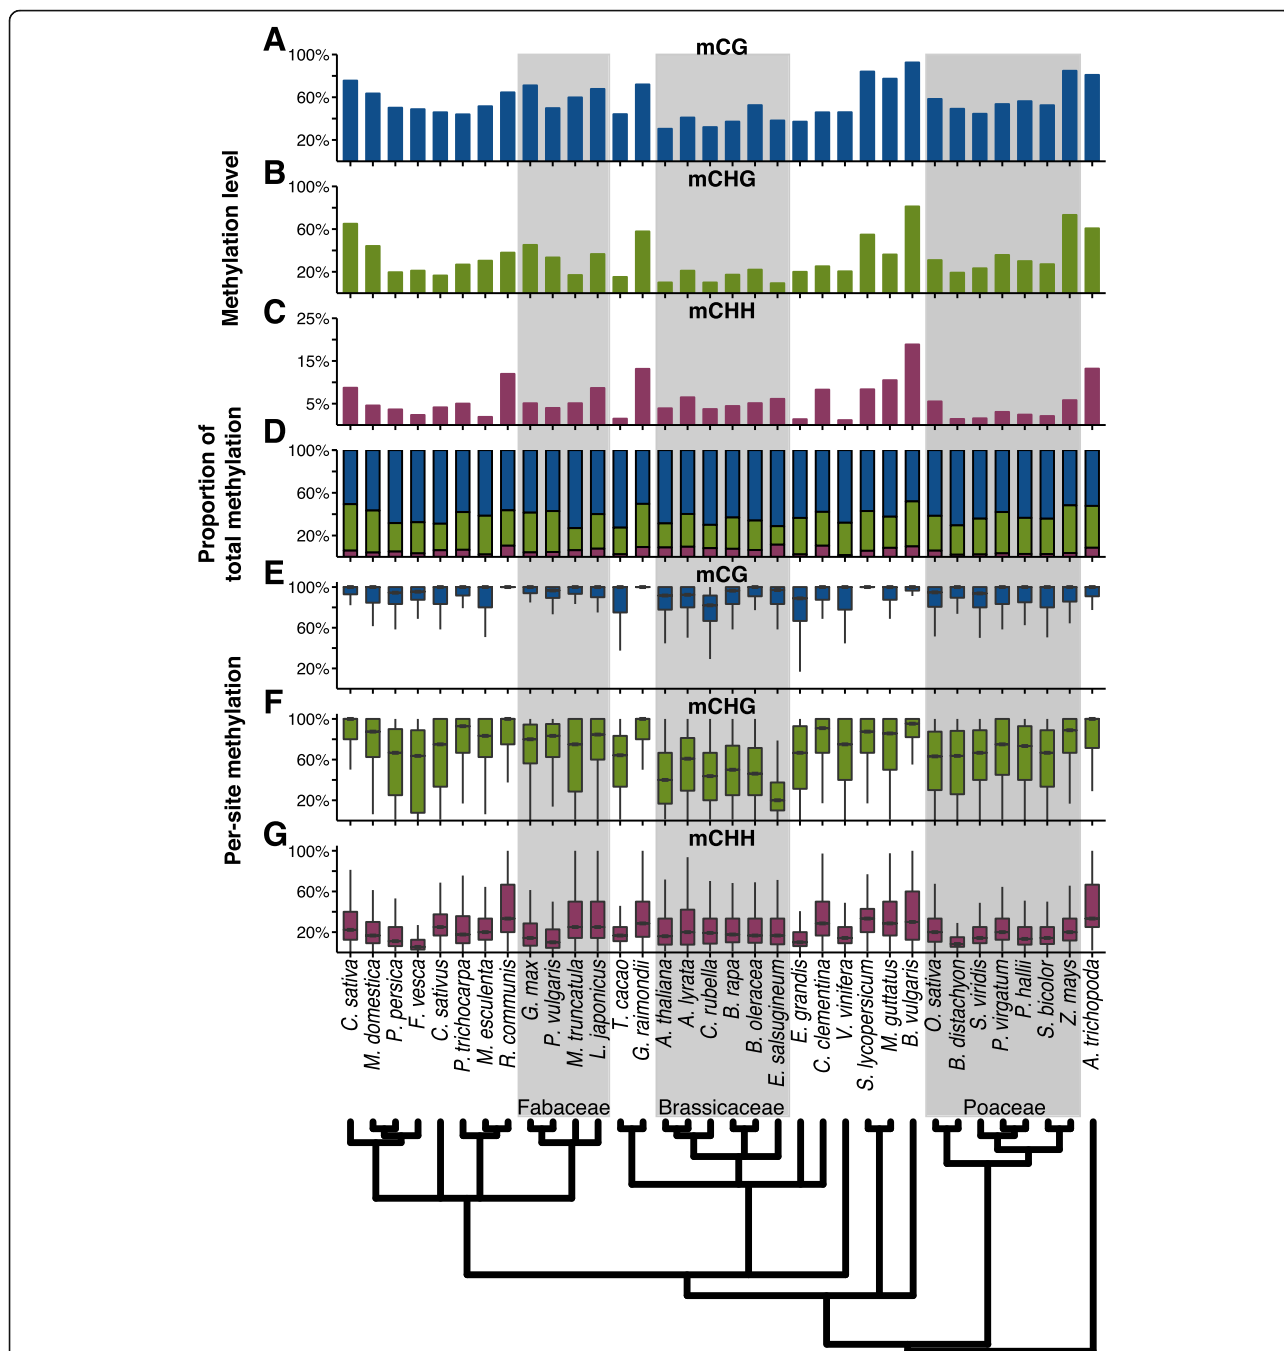 A
mCG
100%
60%
20%
B
mCHG
100%
60%
20%
Methylation level
C
mCHH
25%
15%
5%
D
100%
60%
20%
Proportion of
total methylation
E
mCG
100%
60%
20%
F
mCHG
100%
60%
20%
Per-site methylation
G
mCHH
100%
60%
20%
C. sativa
M. domestica
P. persica
F. vesca
C. sativus
P. trichocarpa
M. esculenta
R. communis
G. max
P. vulgaris
M. truncatula
L. japonicus
T. cacao
G. raimondii
A. thaliana
A. lyrata
C. rubella
B. rapa
B. oleracea
E. salsugineum
E. grandis
C. clementina
V. vinifera
S. lycopersicum
M. guttatus
B. vulgaris
O. sativa
B. distachyon
S. viridis
P. virgatum
P. hallii
S. bicolor
Z. mays
A. trichopoda
Fabaceae
Brassicaceae
Poaceae